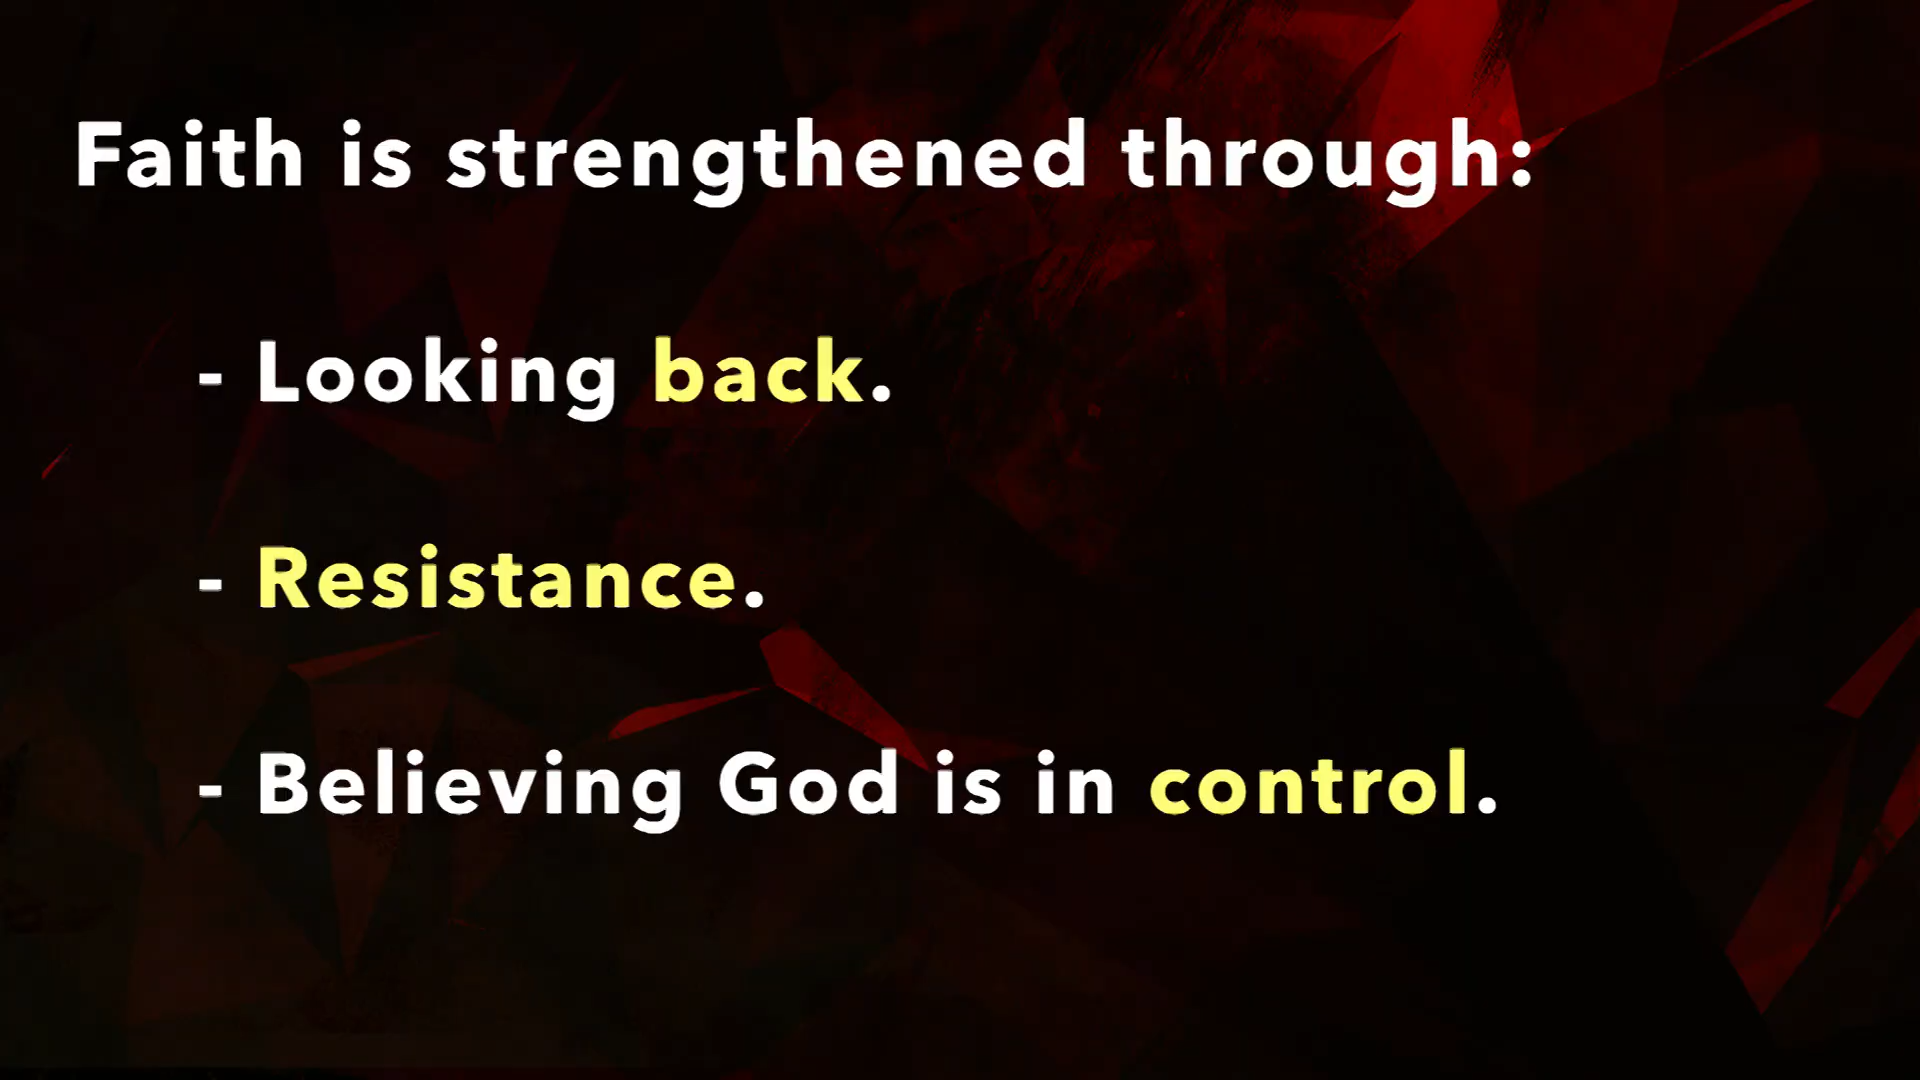 Faith is strengthened through:
- Looking back.
- Resistance.
- Believing God is in control.